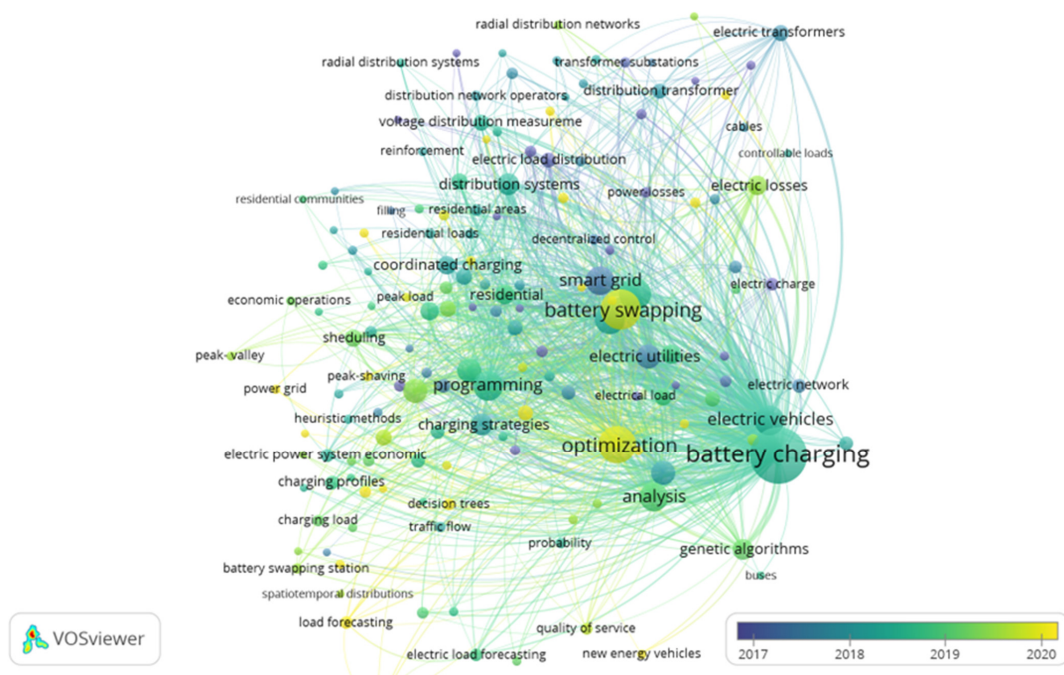 radial distribution networks
electric transformers
radial distribution systems
transformer substations
distribution network operators
distribution transformer
voltage distribution measureme
cables
reinforcement
electric load distribution
controllable loads
distribution systems
power losses
electric losses
residential communities
filling
residential areas
residential loads
decentralized control
coordinated charging
smart grid
electric charge
economic operations
peak load
residential
battery swapping
sheduling
peak- valley
electric utilities
peak-shaving
programming
electric network
power grid
electrical load
heuristic methods
charging strategies
electric vehicles
optimization
electric power system economic
battery charging
charging profiles
analysis
decision trees
charging load
traffic flow
probability
genetic algorithms
battery swapping station
buses
spatiotemporal distributions
load forecasting
quality of service
electric load forecasting
new energy vehicles
VOSviewer
2017 2018 2019 2020